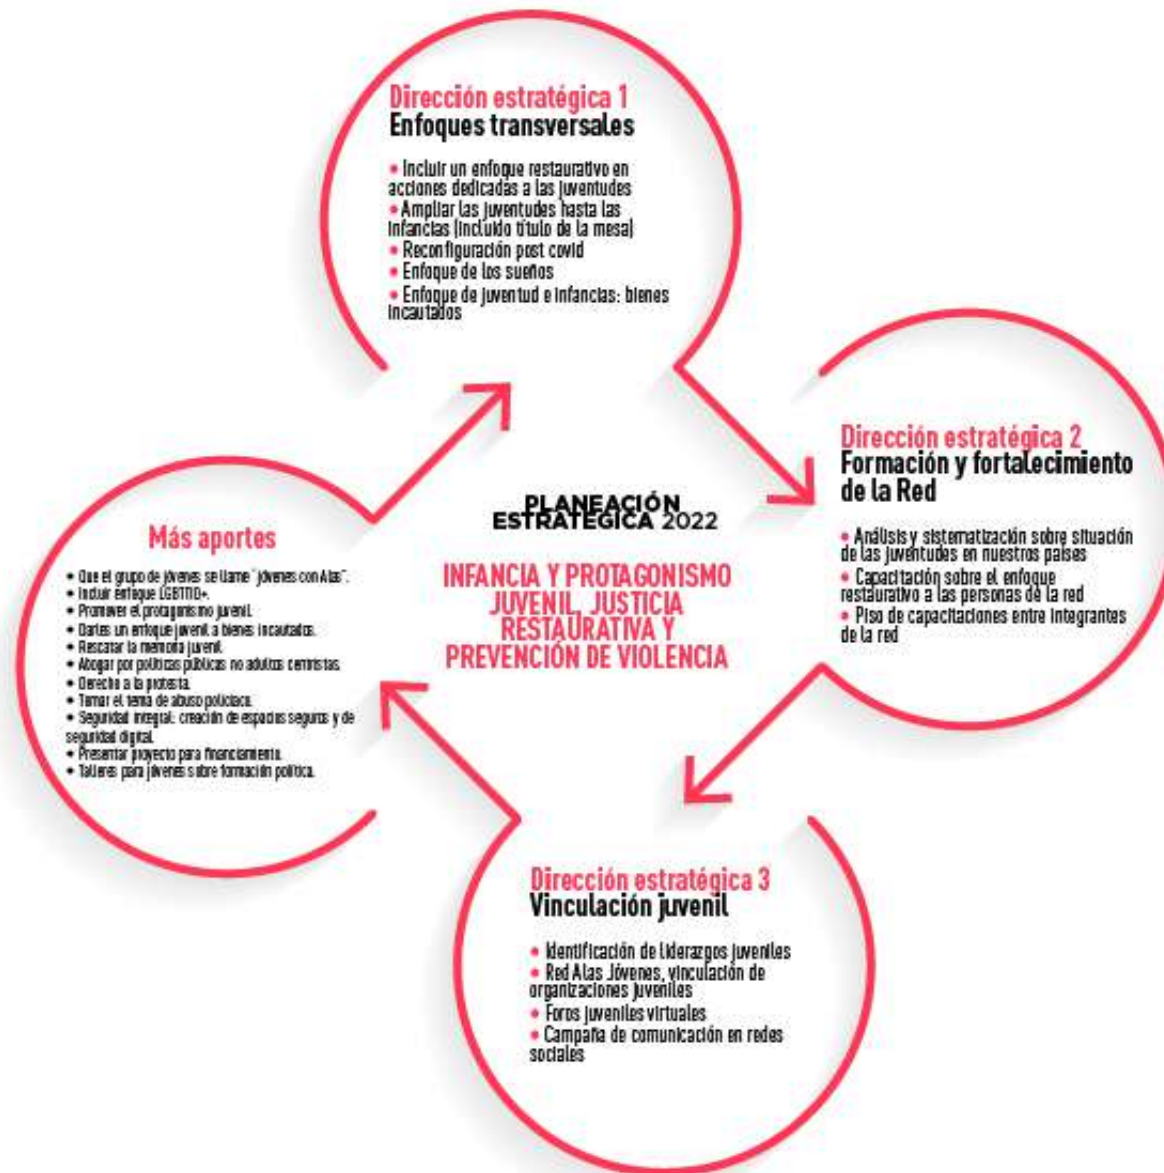 Dirección estratégica 1
Enfoques transversales
• Incluir un enfoque restaurativo en
acciones dedicadas a las juventudes
• Ampliar las juventudes hasta las
infancias (incluido título de la mesa)
• Reconfiguración post covid
• Enfoque de los sueños
• Enfoque de juventud e infancias: bienes
incautados
Dirección estratégica 2
Formación y fortalecimiento
de la Red
• Análisis y sistematización sobre situación
de las juventudes en nuestros países
• Capacitación sobre el enfoque
restaurativo a las personas de la red
• Piso de capacitaciones entre integrantes
de la red
PLANEACIÓN
ESTRATÉGICA 2022
INFANCIA Y PROTAGONISMO
JUVENIL, JUSTICIA
RESTAURATIVA Y
PREVENCIÓN DE VIOLENCIA
Dirección estratégica 3
Vinculación juvenil
• Identificación de liderazgos juveniles
• Red Alas Jóvenes, vinculación de
organizaciones juveniles
• Foros juveniles virtuales
• Campaña de comunicación en redes
sociales
Más aportes
• Que el grupo de jóvenes se llame "jóvenes con Alas".
• Incluir enfoque
• Promover el protagonismo juvenil.
• Darles un enfoque juvenil a bienes incautados.
• Rescatar la memoria juvenil.
• Abogar por políticas públicas no adultos centristas.
• Derecho a la protesta.
• Tomar el tema de abuso policiaco.
• Seguridad integral: creación de espacios seguros y de
seguridad digital.
• Presentar proyecto para financiamiento.
• Talleres para jóvenes sobre formación política.